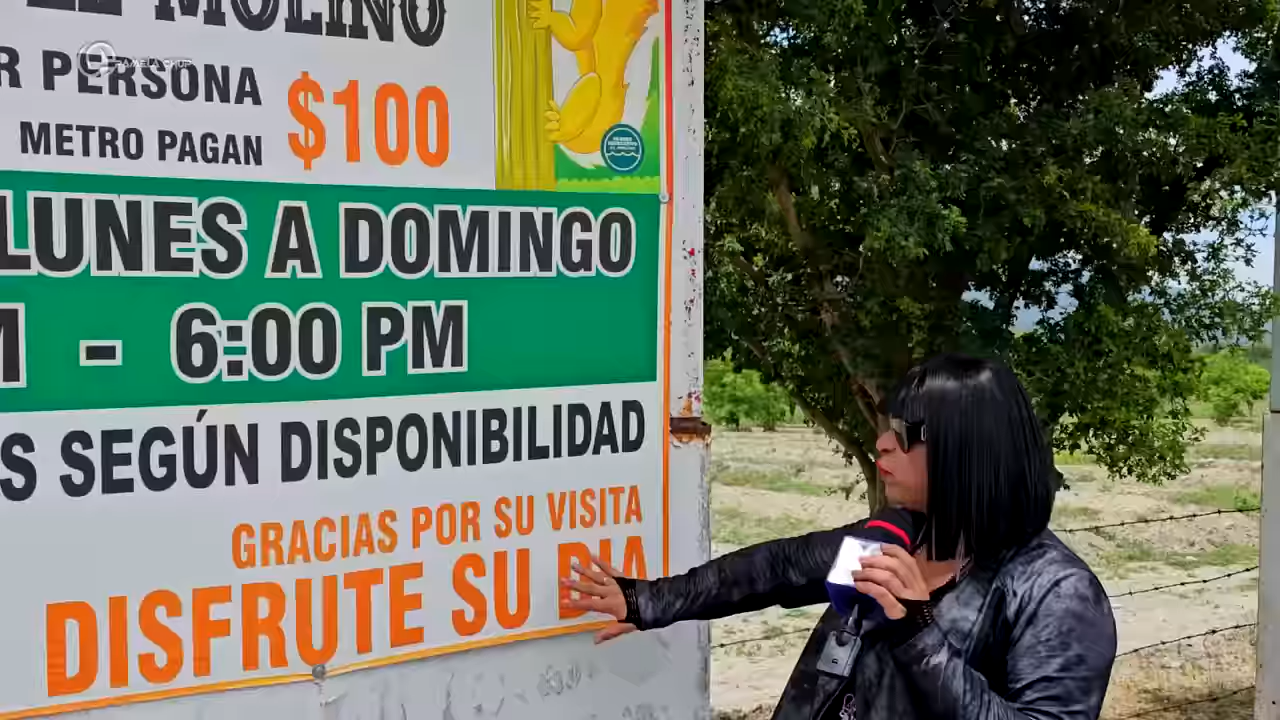 EL MOLINO
R PERSONA
$100
METRO PAGAN
LUNES A DOMINGO
M - 6:00 PM
S SEGÚN DISPONIBILIDAD
GRACIAS POR SU VISITA
DISFRUTE SU DIA